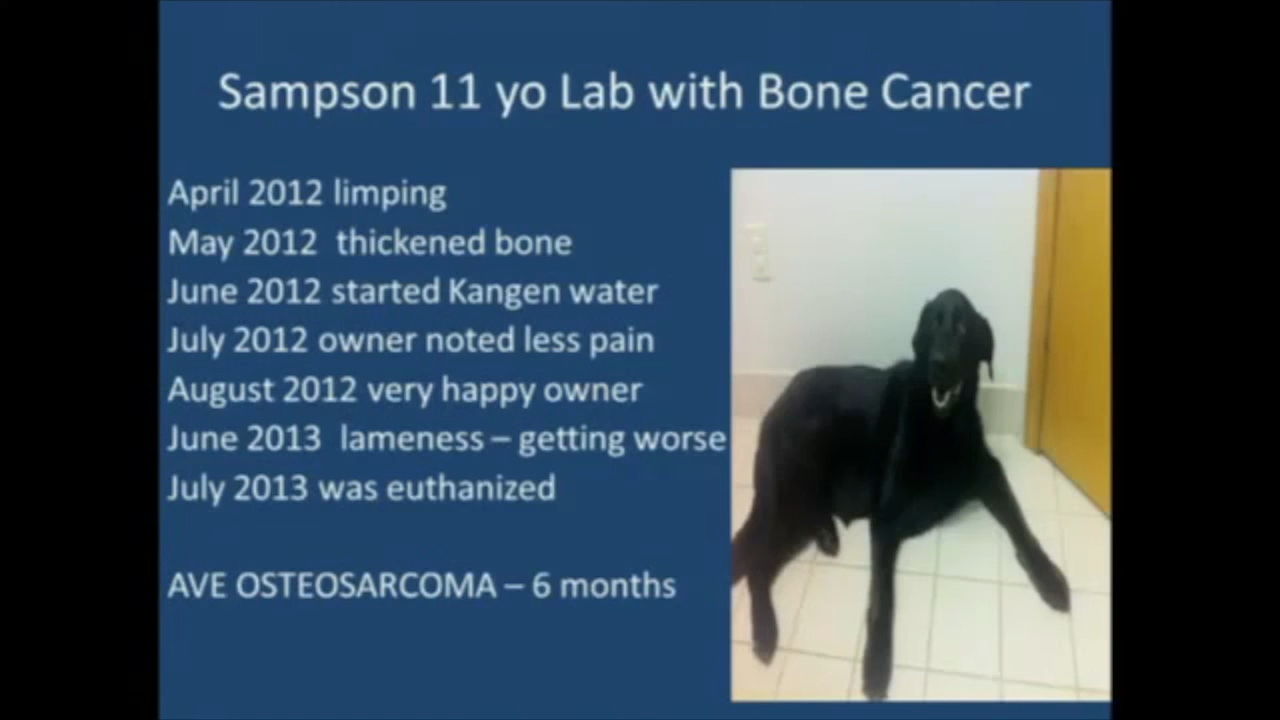 Sampson 11 yo Lab with Bone Cancer
April 2012 limping
May 2012 thickened bone
June 2012 started Kangen water
July 2012 owner noted less pain
August 2012 very happy owner
June 2013 lameness – getting worse
July 2013 was euthanized
AVE OSTEOSARCOMA – 6 months